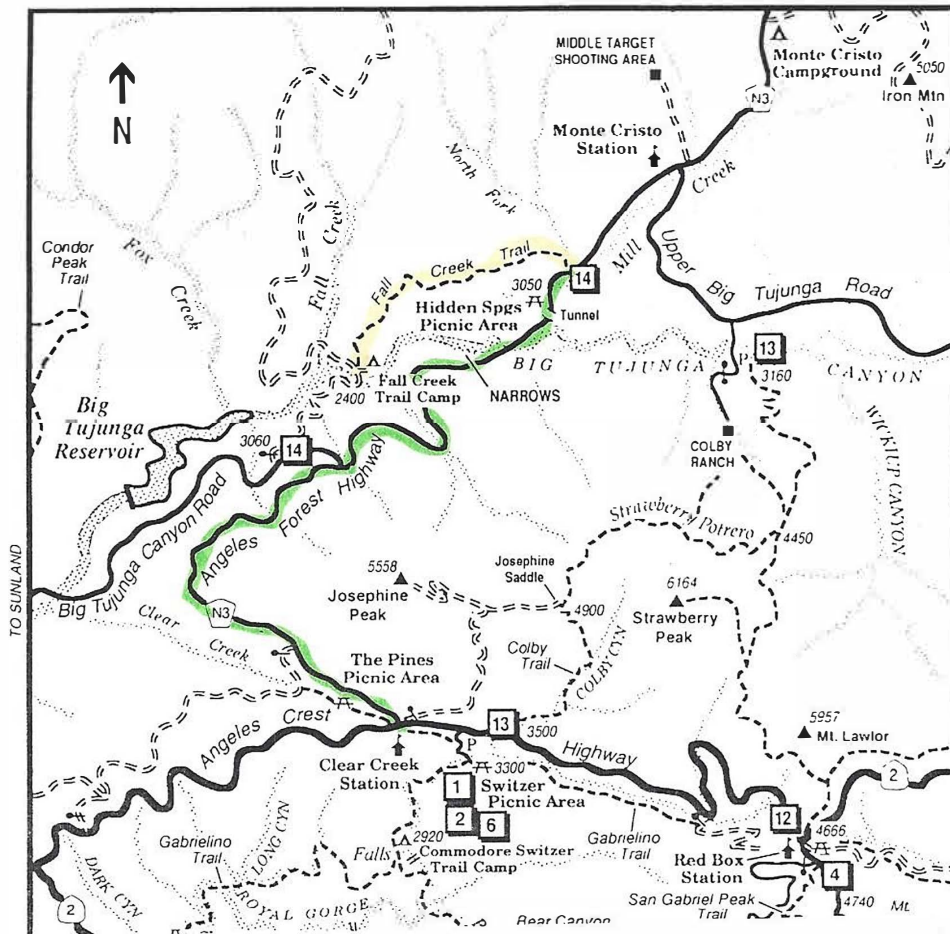 MIDDLE TARGET
SHOOTING AREA
Monte Cristo
Campground
5050
Iron Mtn
N
N3
Monte Cristo
Station
North
Fork
Creek
Mill
Condor
Peak
Trail
Fox
Creek
Fall
Creek
Fall Creek Trail
3050
14
Hidden Spgs
Picnic Area
Tunnel
Upper
Big Tujunga Road
13
3160
BIG TUJUNGA CANYON
NARROWS
2400
Fall Creek
Trail Camp
Big
Tujunga
Reservoir
3060
14
COLBY
RANCH
WICKIUP CANYON
Angeles Forest Highway
Big Tujunga Canyon Road
TO SUNLAND
Strawberry Potrero
4450
5558
Josephine
Peak
Josephine
Saddle
4900
6164
Strawberry
Peak
N3
Clear
Creek
Colby
Trail
COLBY CYN
The Pines
Picnic Area
Angeles Crest
Highway
13
3500
5957
Mt. Lawlor
2
P
P
Clear Creek
Station
3300
1
Switzer
Picnic Area
2
6
2920
Falls
Commodore Switzer
Trail Camp
Gabrielino
Trail
12
4666
Red Box
Station
4
San Gabriel Peak
Trail
4740
Mt
Gabrielino
Trail
LONG CYN
DARK CYN
ROYAL GORGE
2
Bear Canyon